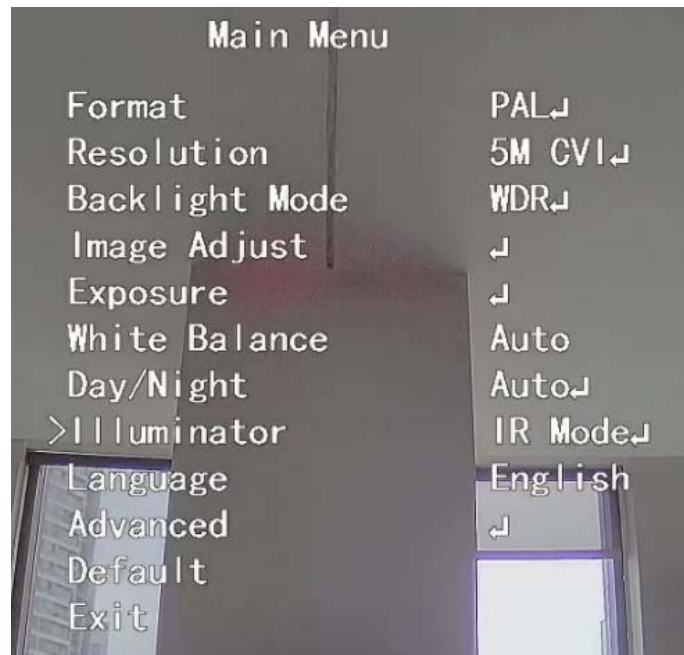 Main Menu
Format PAL↵
Resolution 5M CVI↵
Backlight Mode WDR↵
Image Adjust ↵
Exposure ↵
White Balance Auto
Day/Night Auto↵
>Illuminator IR Mode↵
Language English
Advanced ↵
Default
Exit